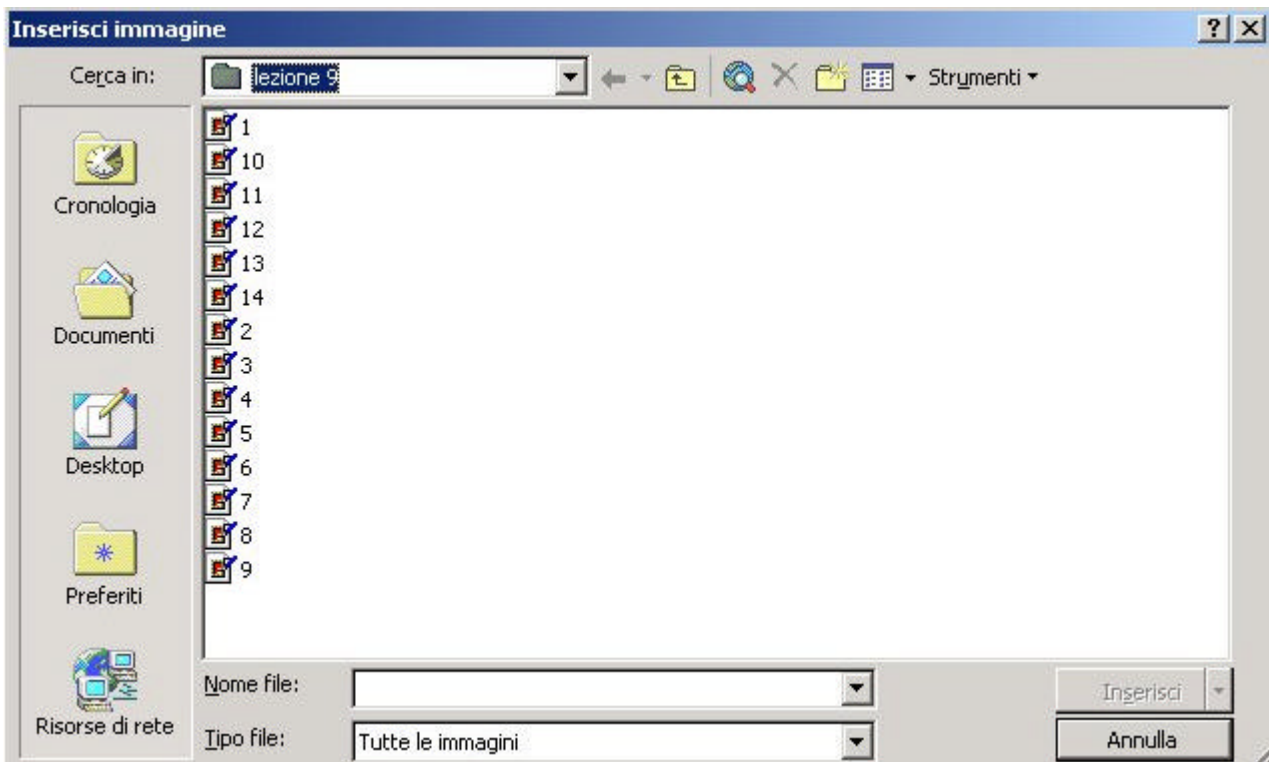 Inserisci immagine
Cerca in:
lezione 9
Strumenti
Cronologia
Documenti
Desktop
Preferiti
Risorse di rete
1
10
11
12
13
14
2
3
4
5
6
7
8
9
Nome file:
Inserisci
Tipo file:
Tutte le immagini
Annulla